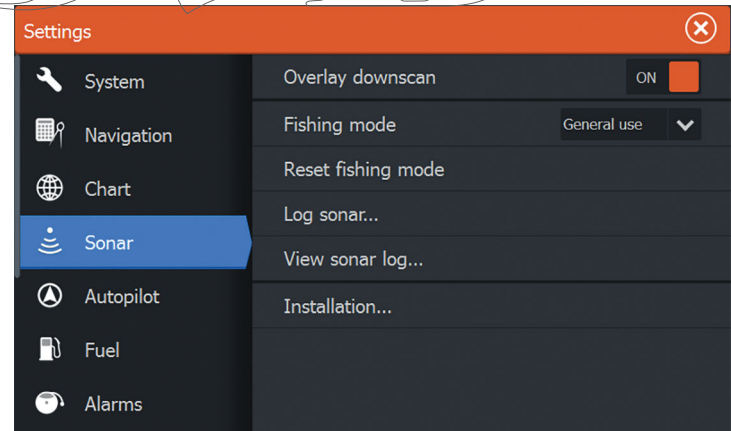 Settings
System
Navigation
Chart
Sonar
Autopilot
Fuel
Alarms
Overlay downscan ON
Fishing mode General use
Reset fishing mode
Log sonar...
View sonar log...
Installation...